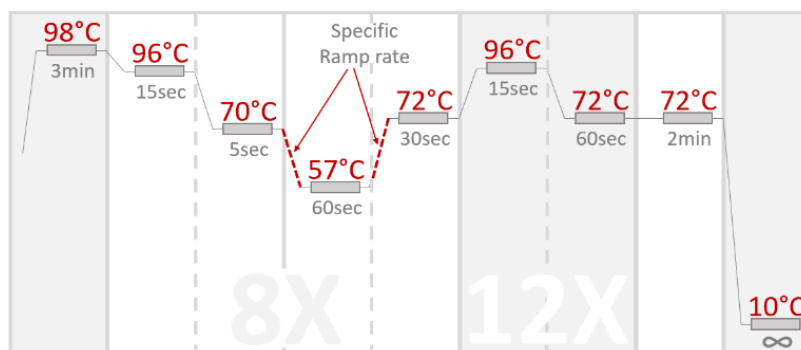 98°C
3min
96°C
15sec
70°C
5sec
Specific
Ramp rate
57°C
60sec
72°C
30sec
96°C
15sec
72°C
60sec
72°C
2min
10°C
∞
8X
12X